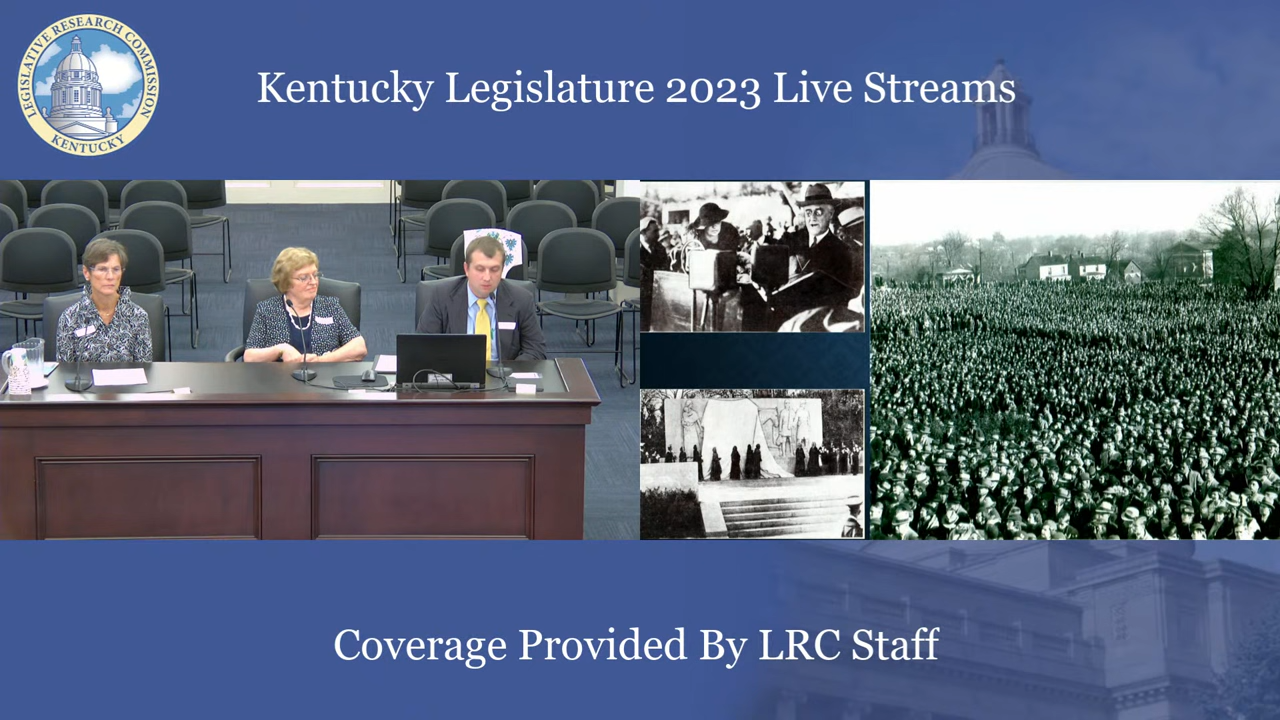 LEGISLATIVE RESEARCH COMMISSION
KENTUCKY
Kentucky Legislature 2023 Live Streams
Coverage Provided By LRC Staff